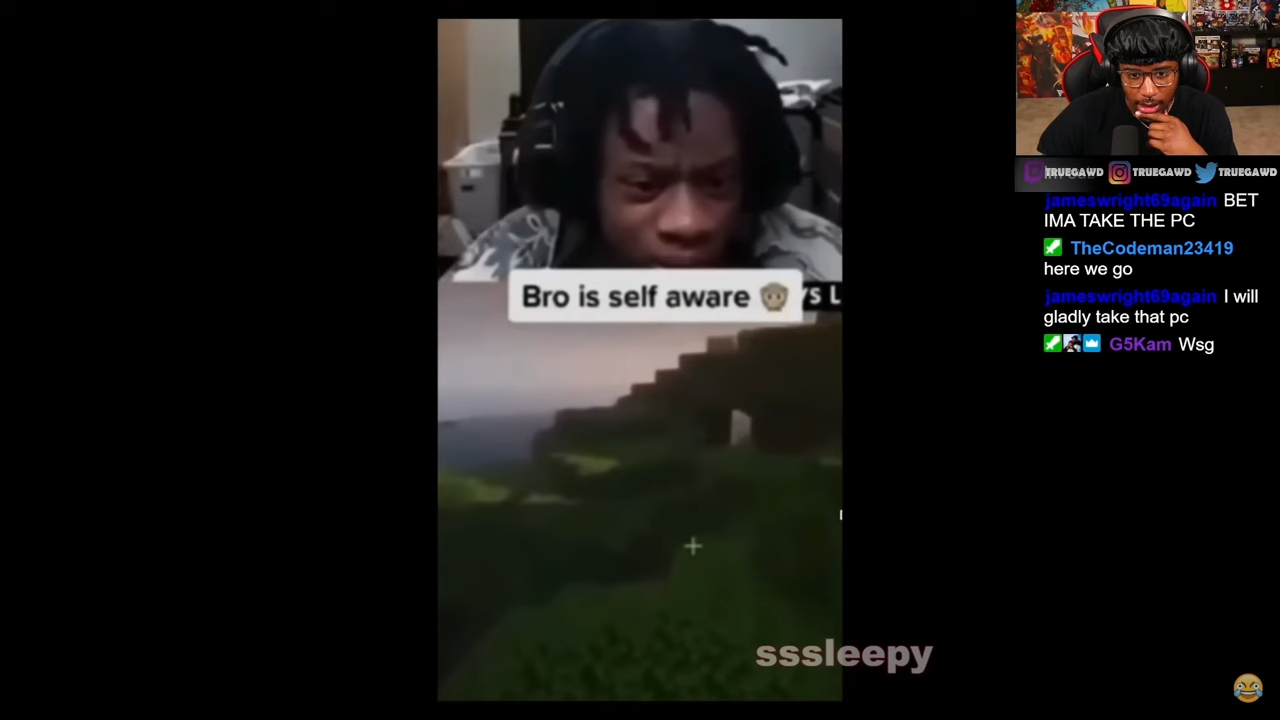 Bro is self aware
sssleepy
TRUEGAWD TRUEGAWD TRUEGAWD
jameswright69again BET
IMA TAKE THE PC
TheCodeman23419
here we go
jameswright69again I will
gladly take that pc
G5Kam Wsg